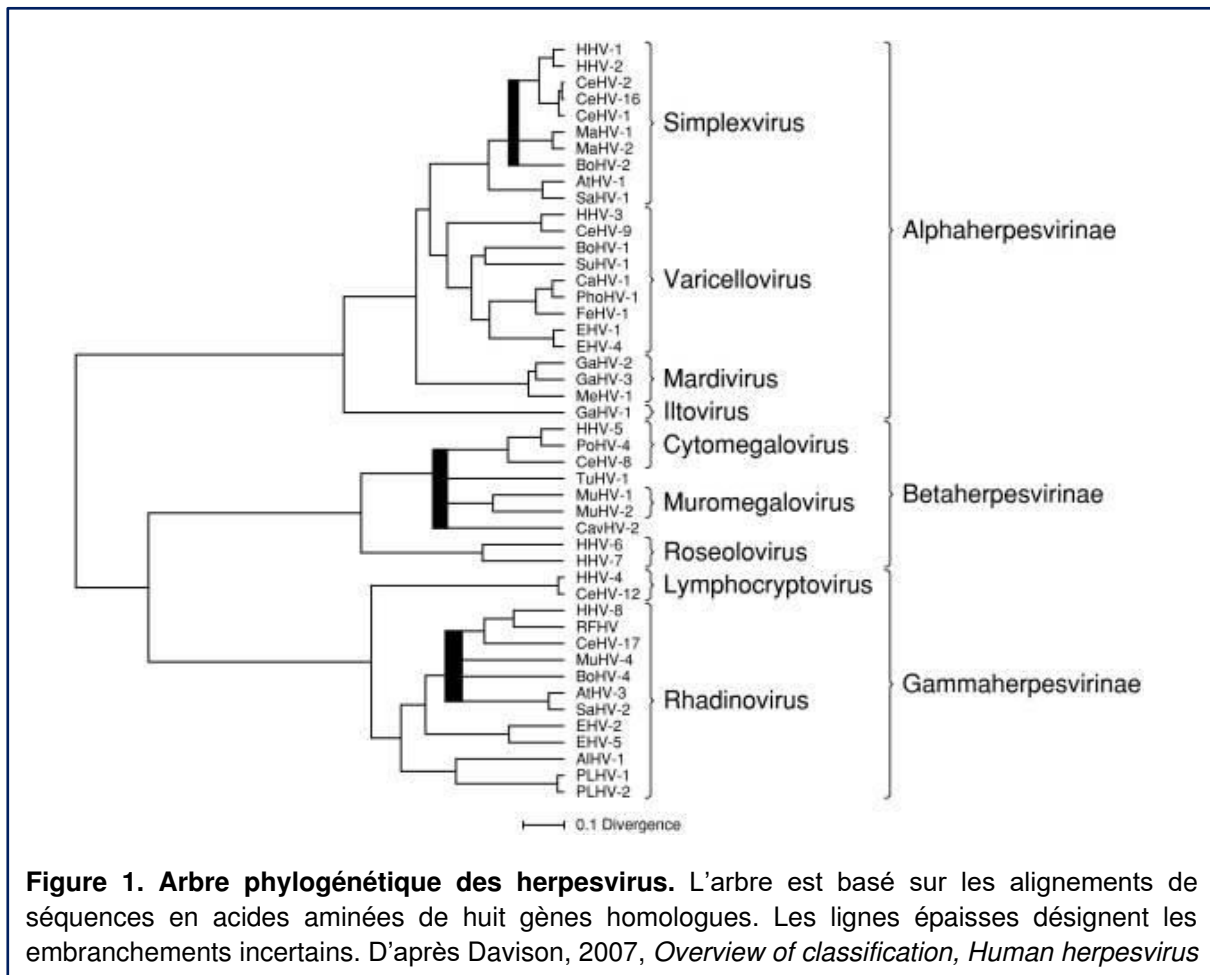 HHV-1
HHV-2
CeHV-2
CeHV-16
CeHV-1
MaHV-1
MaHV-2
BoHV-2
AtHV-1
SaHV-1
Simplexvirus
HHV-3
CeHV-9
BoHV-1
SuHV-1
CaHV-1
PhoHV-1
FeHV-1
EHV-1
EHV-4
Varicellovirus
GaHV-2
GaHV-3
MeHV-1
Mardivirus
GaHV-1
Iltovirus
Alphaherpesvirinae
HHV-5
PoHV-4
CeHV-8
Cytomegalovirus
TuHV-1
MuHV-1
MuHV-2
Muromegalovirus
CavHV-2
HHV-6
HHV-7
Roseolovirus
Betaherpesvirinae
HHV-4
CeHV-12
Lymphocryptovirus
HHV-8
RFHV
CeHV-17
MuHV-4
BoHV-4
AtHV-3
SaHV-2
EHV-2
EHV-5
AlHV-1
PLHV-1
PLHV-2
Rhadinovirus
Gammaherpesvirinae
0.1 Divergence
Figure 1. Arbre phylogénétique des herpesvirus. L'arbre est basé sur les alignements de
séquences en acides aminées de huit gènes homologues. Les lignes épaisses désignent les
embranchements incertains. D'après Davison, 2007, Overview of classification, Human herpesvirus